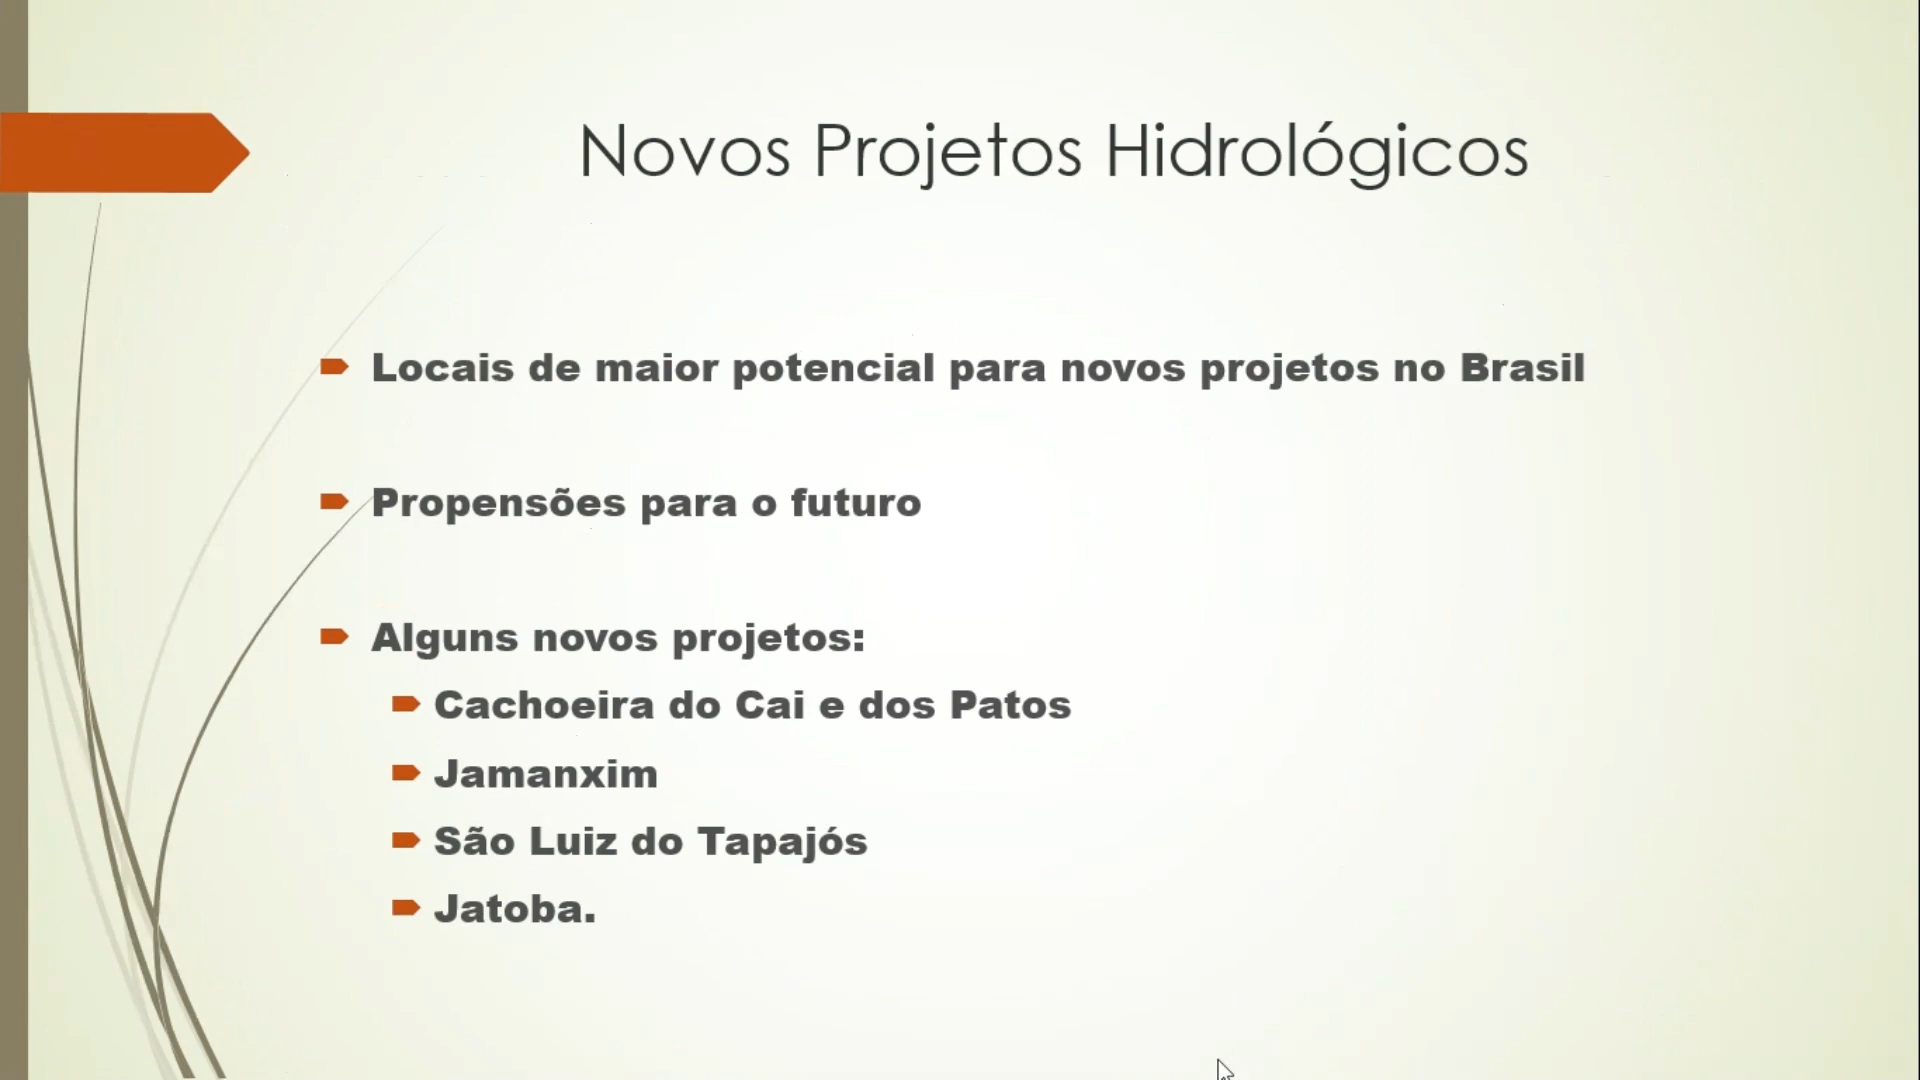 Novos Projetos Hidrológicos
Locais de maior potencial para novos projetos no Brasil
Propensões para o futuro
Alguns novos projetos:
Cachoeira do Cai e dos Patos
Jamanxim
São Luiz do Tapajós
Jatoba.